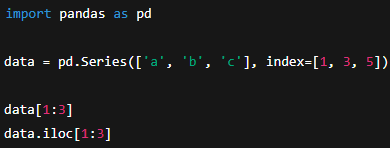 import pandas as pd
data = pd.Series(['a', 'b', 'c'], index=[1, 3, 5])
data[1:3]
data.iloc[1:3]